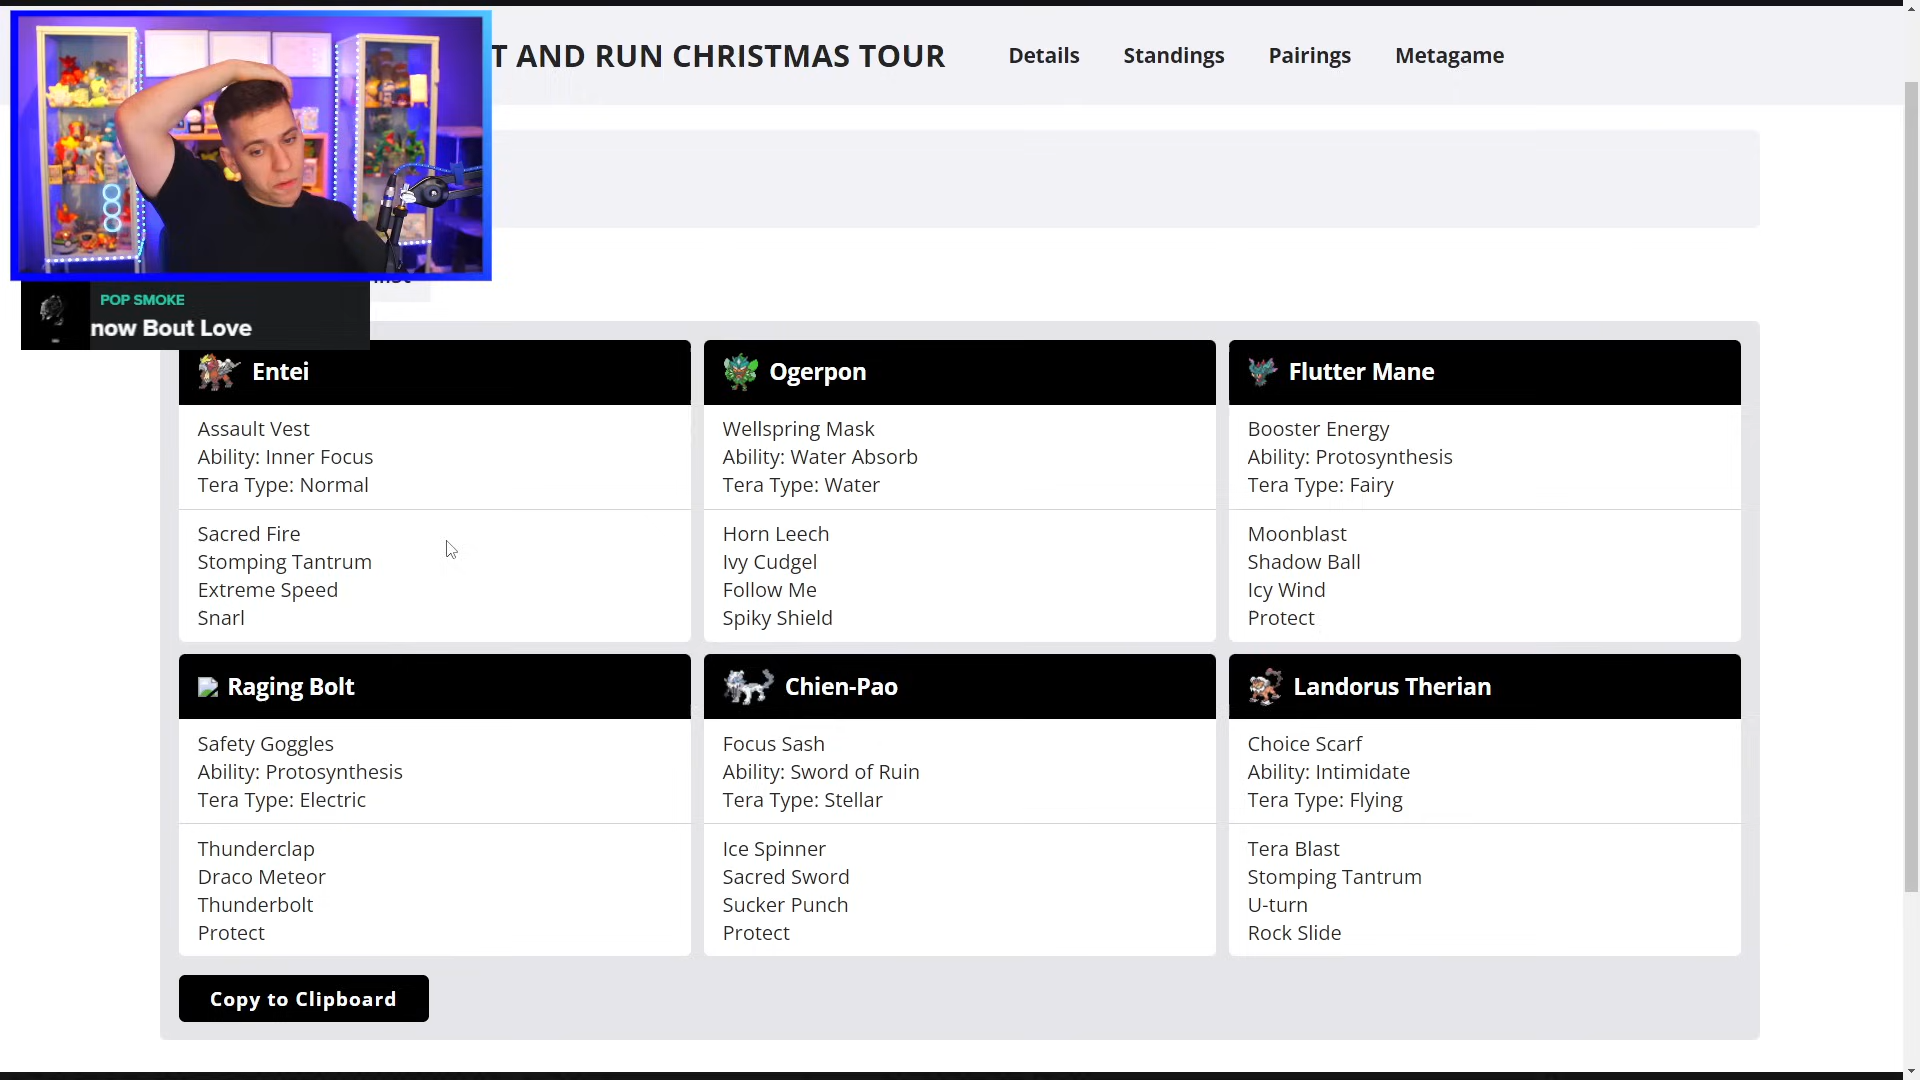 T AND RUN CHRISTMAS TOUR
Details
Standings
Pairings
Metagame
POP SMOKE
now Bout Love
Entei
Assault Vest
Ability: Inner Focus
Tera Type: Normal
Sacred Fire
Stomping Tantrum
Extreme Speed
Snarl
Ogerpon
Wellspring Mask
Ability: Water Absorb
Tera Type: Water
Horn Leech
Ivy Cudgel
Follow Me
Spiky Shield
Flutter Mane
Booster Energy
Ability: Protosynthesis
Tera Type: Fairy
Moonblast
Shadow Ball
Icy Wind
Protect
Raging Bolt
Safety Goggles
Ability: Protosynthesis
Tera Type: Electric
Thunderclap
Draco Meteor
Thunderbolt
Protect
Chien-Pao
Focus Sash
Ability: Sword of Ruin
Tera Type: Stellar
Ice Spinner
Sacred Sword
Sucker Punch
Protect
Landorus Therian
Choice Scarf
Ability: Intimidate
Tera Type: Flying
Tera Blast
Stomping Tantrum
U-turn
Rock Slide
Copy to Clipboard